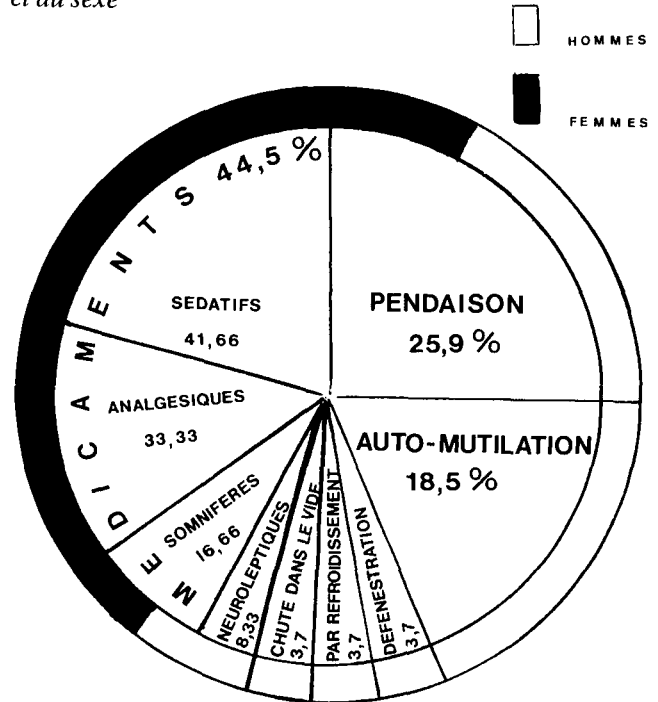 et du sexe
HOMMES
FEMMES
MEDICAMENTS 44,5 %
SEDATIFS
41,66
ANALGESIQUES
33,33
SOMNIFERES
16,66
NEUROLEPTIQUES
8,33
CHUTE DANS LE VIDE
3,7
PAR REFROIDISSEMENT
3,7
DEFENESTRATION
3,7
PENDAISON
25,9 %
AUTO-MUTILATION
18,5 %